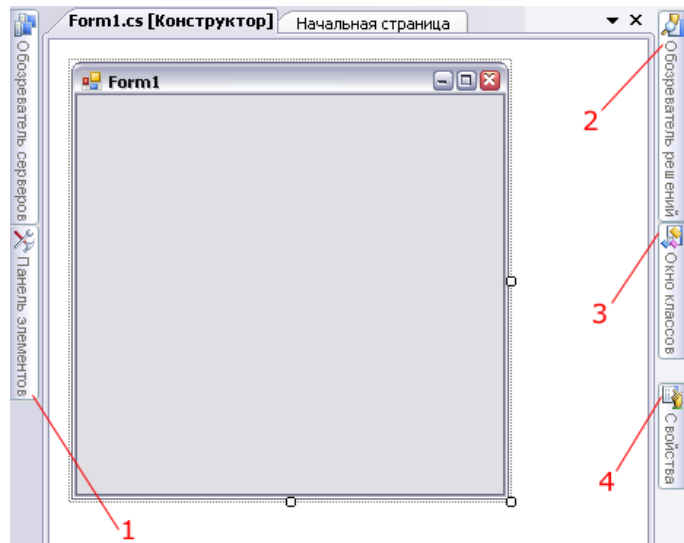 Form1.cs [Конструктор]
Начальная страница
Обозреватель серверов
Панель элементов
Form1
Обозреватель решений
Окно классов
Свойства
2
3
4
1